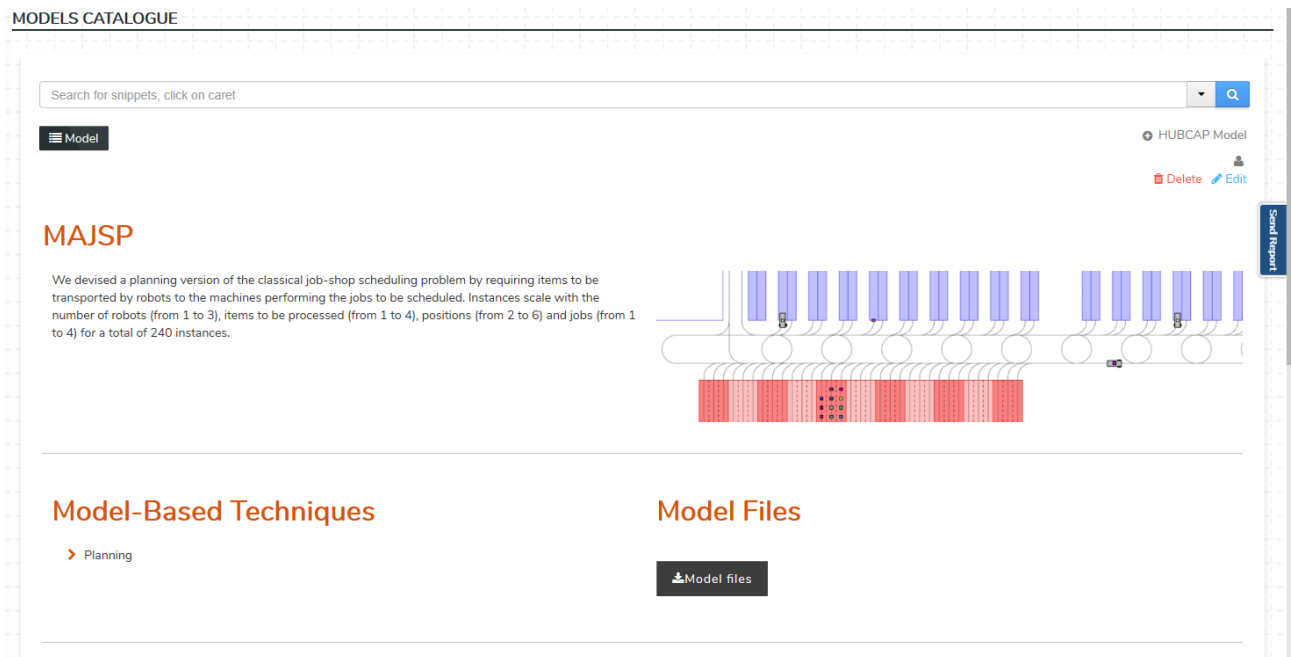 MODELS CATALOGUE
Search for snippets, click on caret
Model
HUBCAP Model
Delete Edit
Send Report
MAJSP
We devised a planning version of the classical job-shop scheduling problem by requiring items to be
transported by robots to the machines performing the jobs to be scheduled. Instances scale with the
number of robots (from 1 to 3), items to be processed (from 1 to 4), positions (from 2 to 6) and jobs (from 1
to 4) for a total of 240 instances.
Model-Based Techniques
Planning
Model Files
Model files